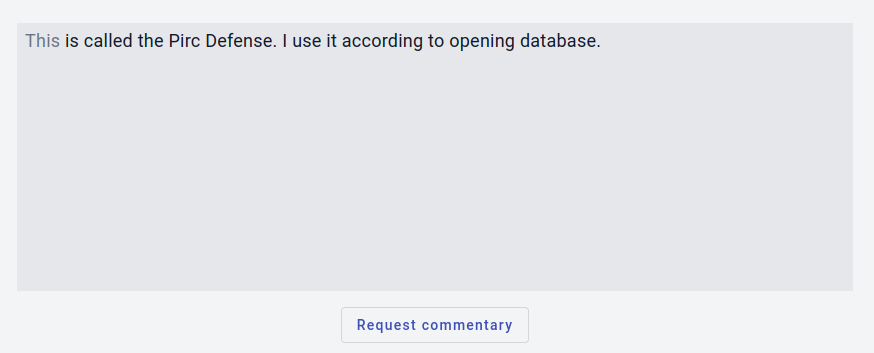 This is called the Pirc Defense. I use it according to opening database.
Request commentary